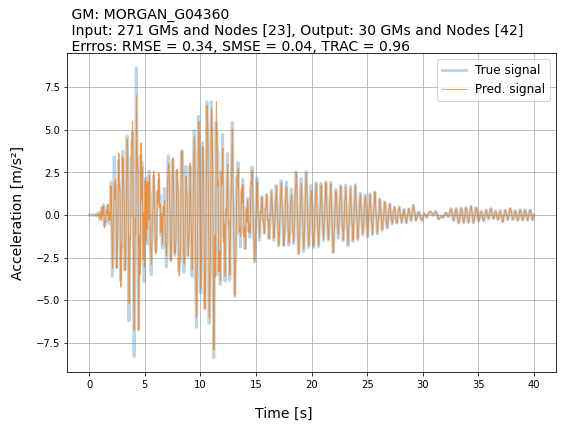 GM: MORGAN_G04360
Input: 271 GMs and Nodes [23], Output: 30 GMs and Nodes [42]
Errros: RMSE = 0.34, SMSE = 0.04, TRAC = 0.96
True signal
Pred. signal
Acceleration [m/s²]
7.5
5.0
2.5
0.0
−2.5
−5.0
−7.5
0 5 10 15 20 25 30 35 40
Time [s]